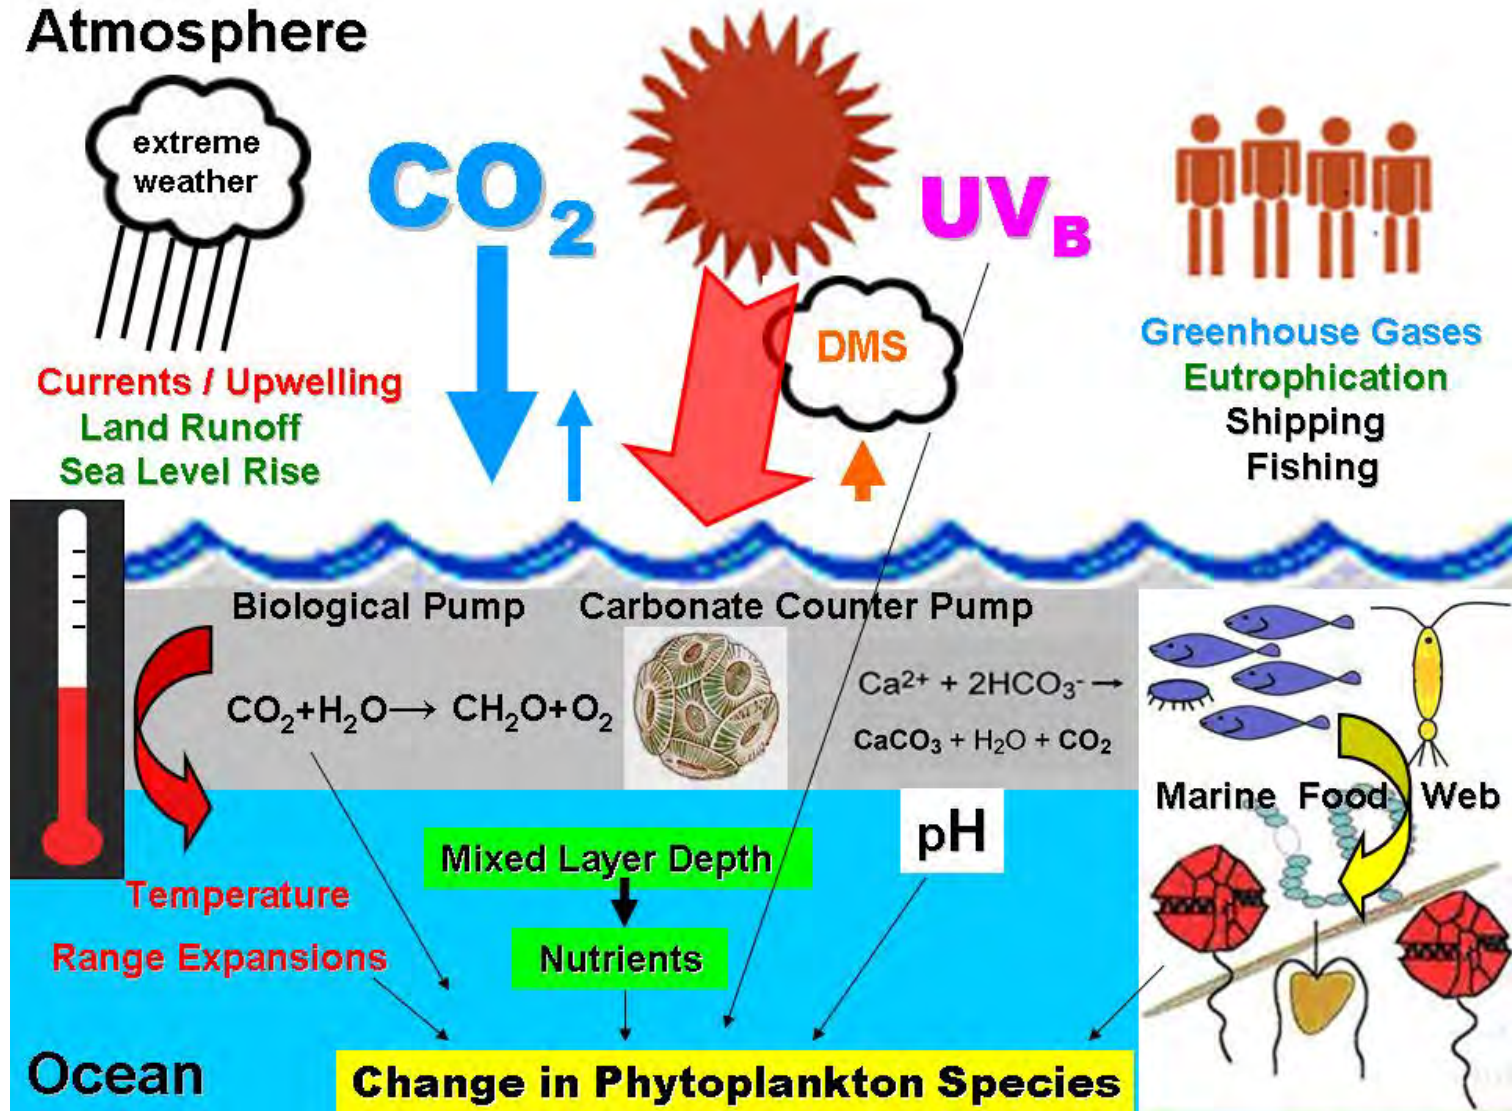 Atmosphere
extreme
weather
CO₂
UV_B
DMS
Currents / Upwelling
Land Runoff
Sea Level Rise
Greenhouse Gases
Eutrophication
Shipping
Fishing
Biological Pump
CO₂+H₂O→ CH₂O+O₂
Carbonate Counter Pump
Ca²⁺ + 2HCO₃⁻→
CaCO₃ + H₂O + CO₂
Marine Food Web
pH
Mixed Layer Depth
Nutrients
Temperature
Range Expansions
Ocean
Change in Phytoplankton Species